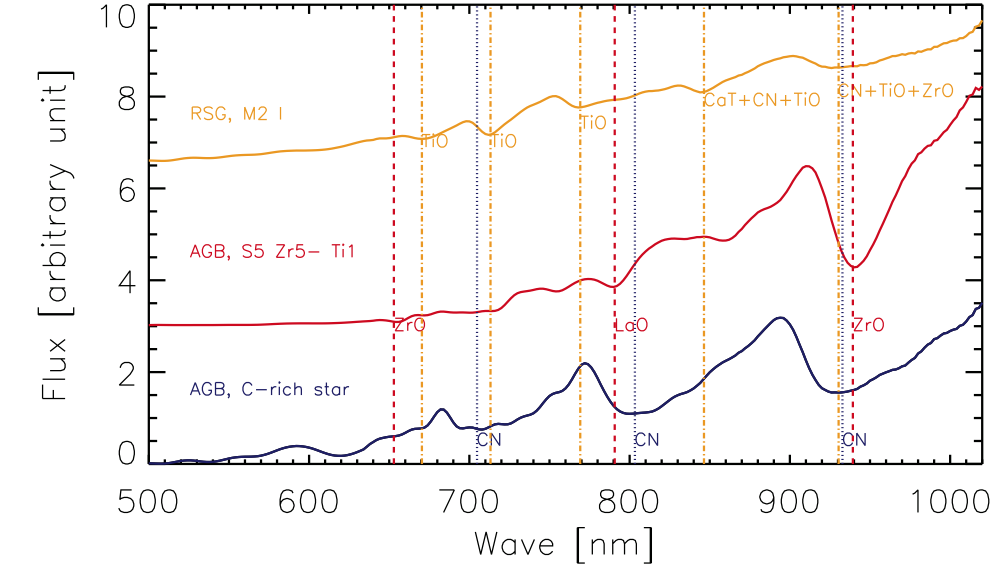 10
8
6
4
2
0
Flux [arbitrary unit]
RSG, M2 I
TiO
TiO
TiO
CaT+CN+TiO
CN+TiO+ZrO
AGB, S5 Zr5− Ti1
ZrO
LaO
ZrO
AGB, C−rich star
CN
CN
CN
500 600 700 800 900 1000
Wave [nm]